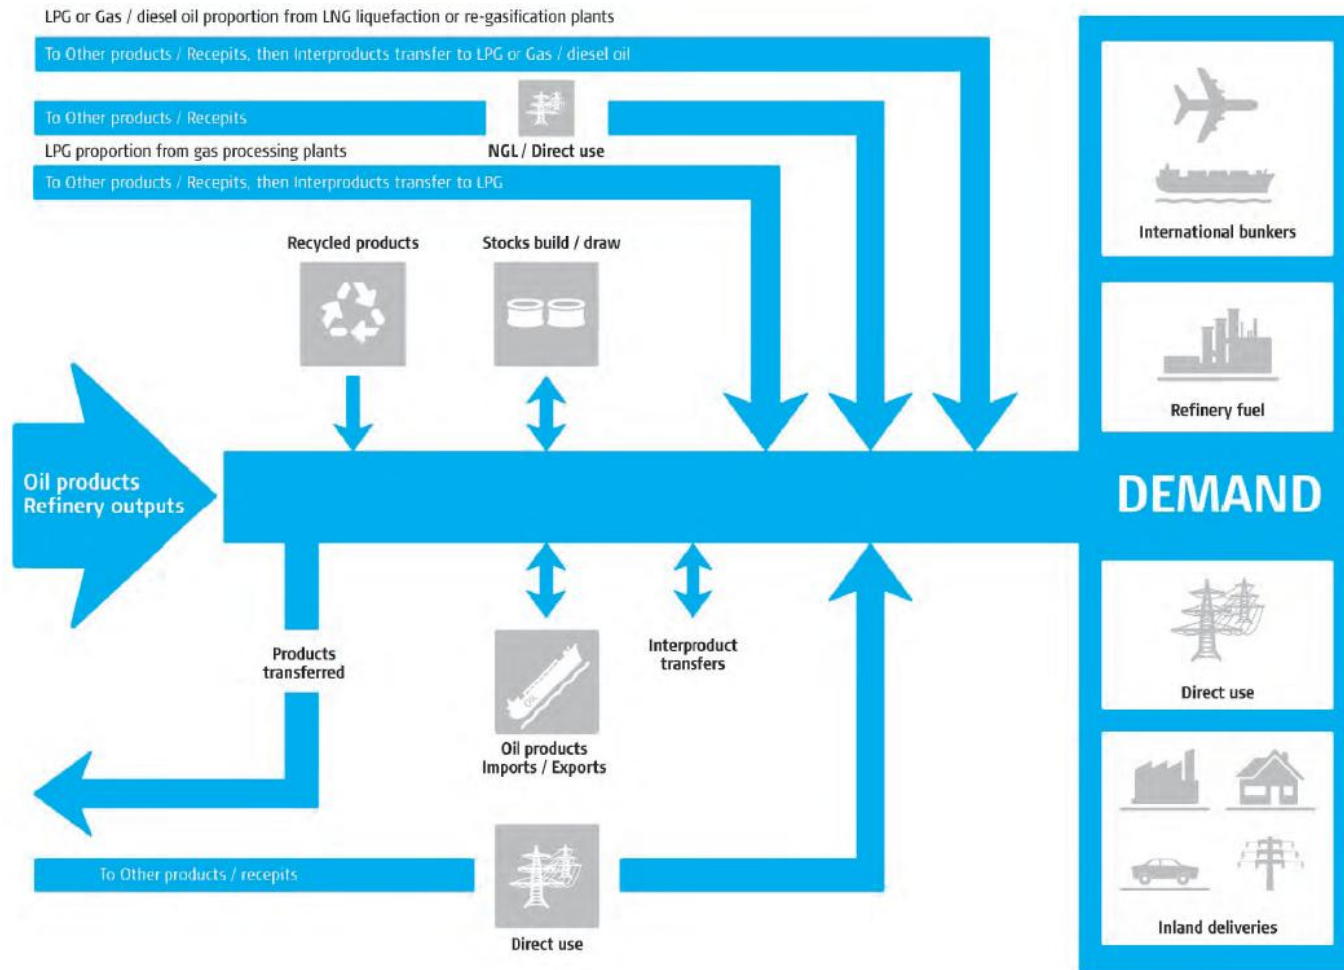 LPG or Gas / diesel oil proportion from LNG liquefaction or re-gasification plants
To Other products / Recepits, then Interproducts transfer to LPG or Gas / diesel oil
To Other products / Recepits
NGL / Direct use
LPG proportion from gas processing plants
To Other products / Recepits, then Interproducts transfer to LPG
International bunkers
Recycled products
Stocks build / draw
Refinery fuel
Oil products
Refinery outputs
DEMAND
Products
transferred
Interproduct
transfers
OIL
Oil products
Imports / Exports
Direct use
To Other products / recepits
Direct use
Inland deliveries